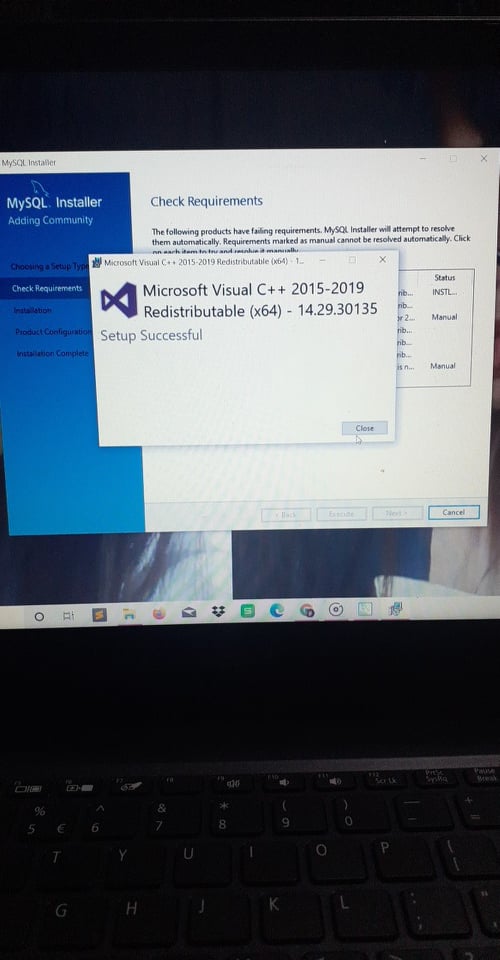 MySQL Installer
MySQL. Installer
Adding Community
Choosing a Setup Type
Check Requirements
Installation
Product Configuration
Installation Complete
Check Requirements
The following products have failing requirements. MySQL Installer will attempt to resolve
them automatically. Requirements marked as manual cannot be resolved automatically. Click
on each item to try and resolve it manually.
Microsoft Visual C++ 2015-2019 Redistributable (x64) - 1...
Microsoft Visual C++ 2015-2019
Redistributable (x64) - 14.29.30135
Setup Successful
Close
Status
rib... INSTL...
rib...
or 2... Manual
rib...
rib...
rib...
is n... Manual
< Back
Execute
Next >
Cancel
F7
F8
F9
F10
F11
F12
Scr Lk
PrtSc
SysRq
Pause
Break
% ^ & * ( ) _ +
5 € 6 7 8 9 0 - =
T Y U I O P { [
G H J K L : ; "